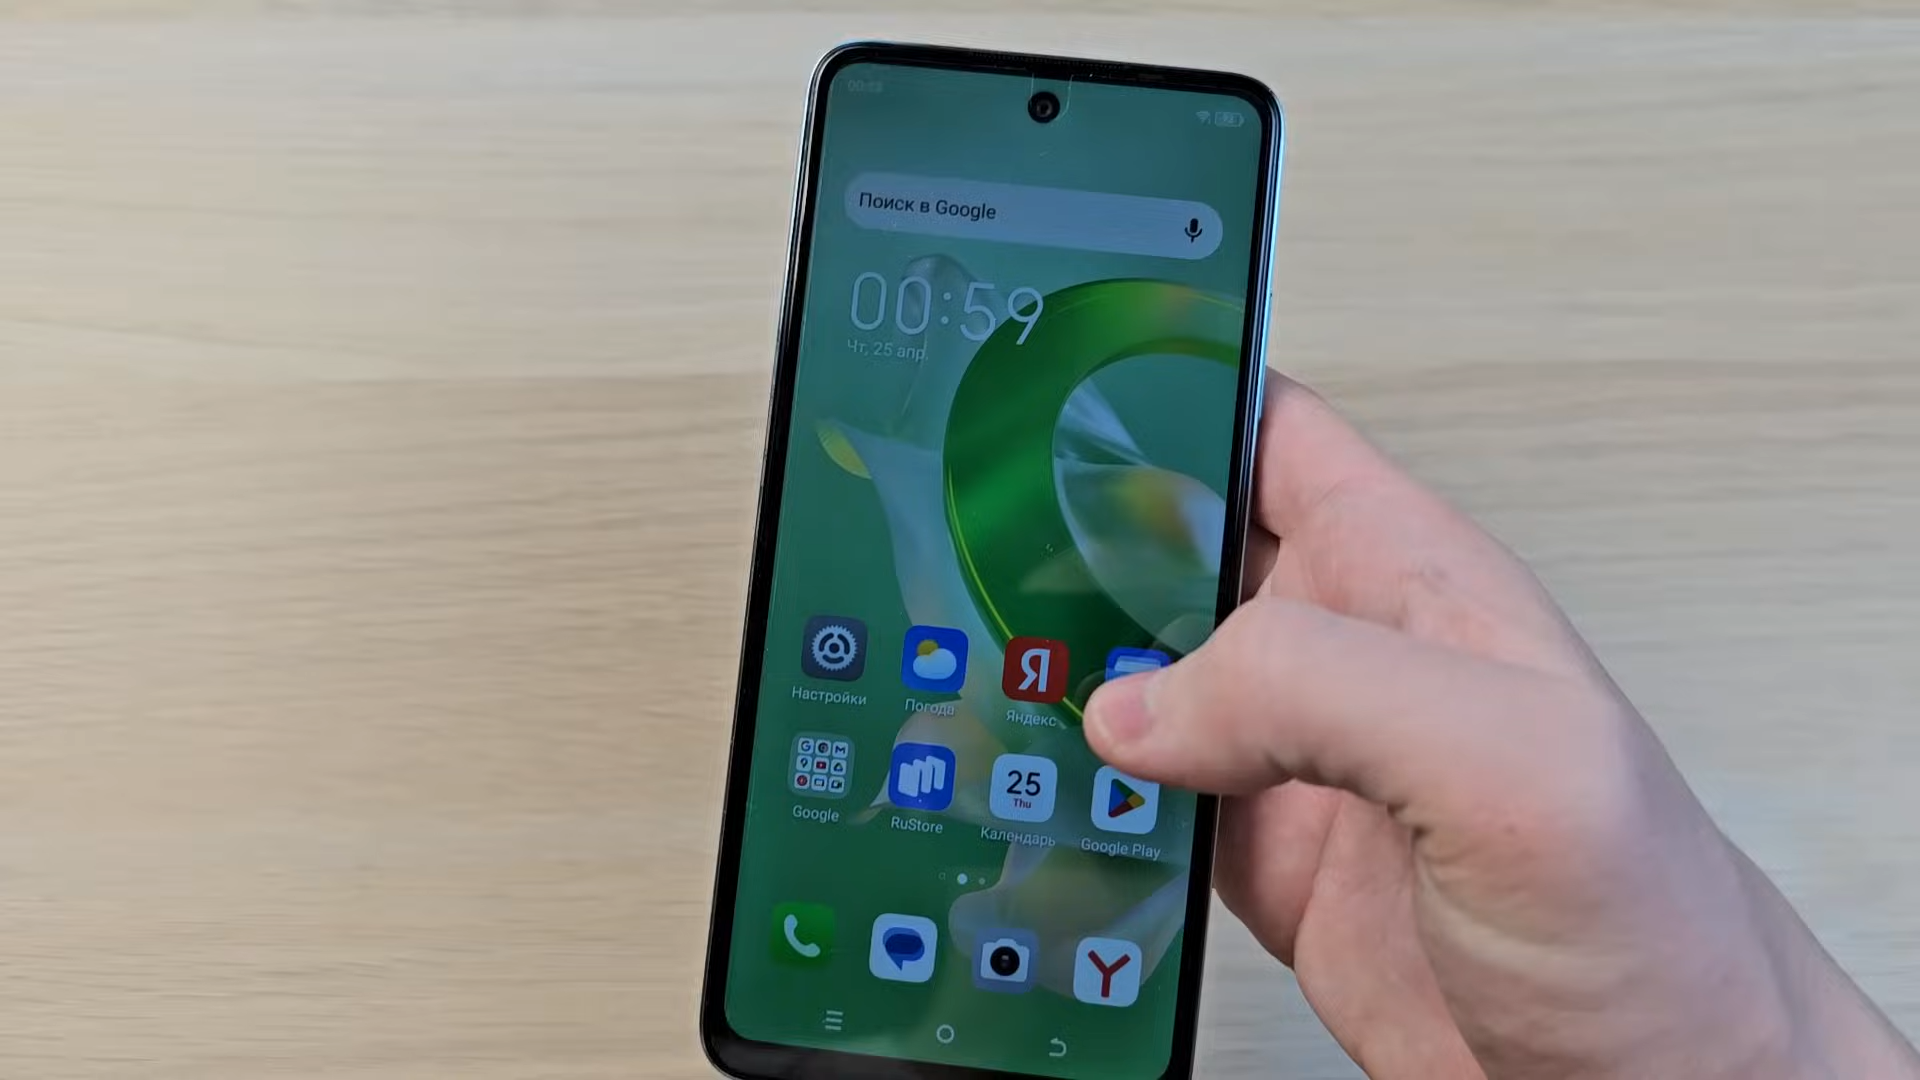 Поиск в Google
00:59
Чт, 25 апр.
Настройки
Погода
Я
Яндекс
Google
RuStore
25
Thu
Календарь
Google Play
Y